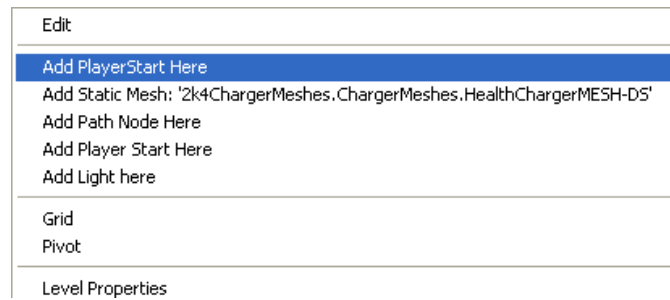 Edit
Add PlayerStart Here
Add Static Mesh: '2k4ChargerMeshes.ChargerMeshes.HealthChargerMESH-DS'
Add Path Node Here
Add Player Start Here
Add Light here
Grid
Pivot
Level Properties